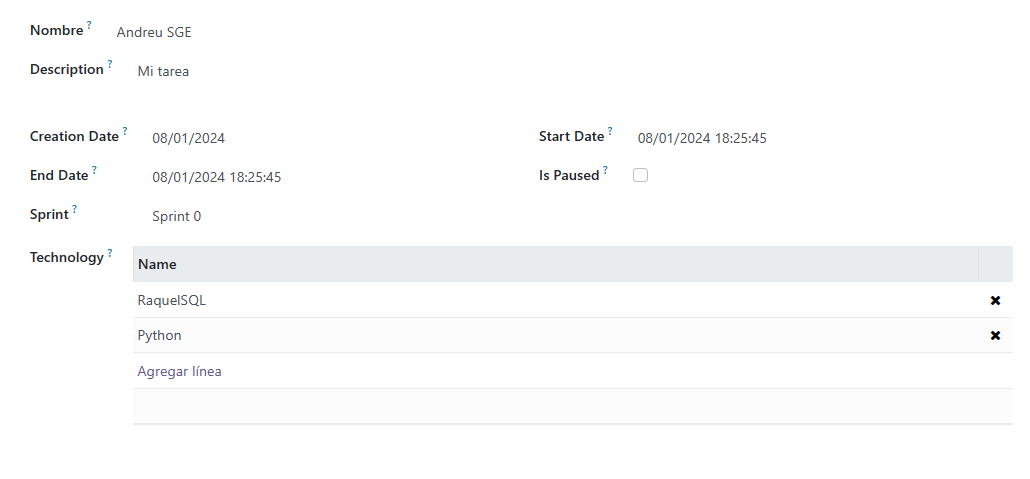 Nombre ? Andreu SGE
Description ? Mi tarea
Creation Date ? 08/01/2024 Start Date ? 08/01/2024 18:25:45
End Date ? 08/01/2024 18:25:45 Is Paused ?
Sprint ? Sprint 0
Technology ? Name
RaquelSQL
Python
Agregar línea